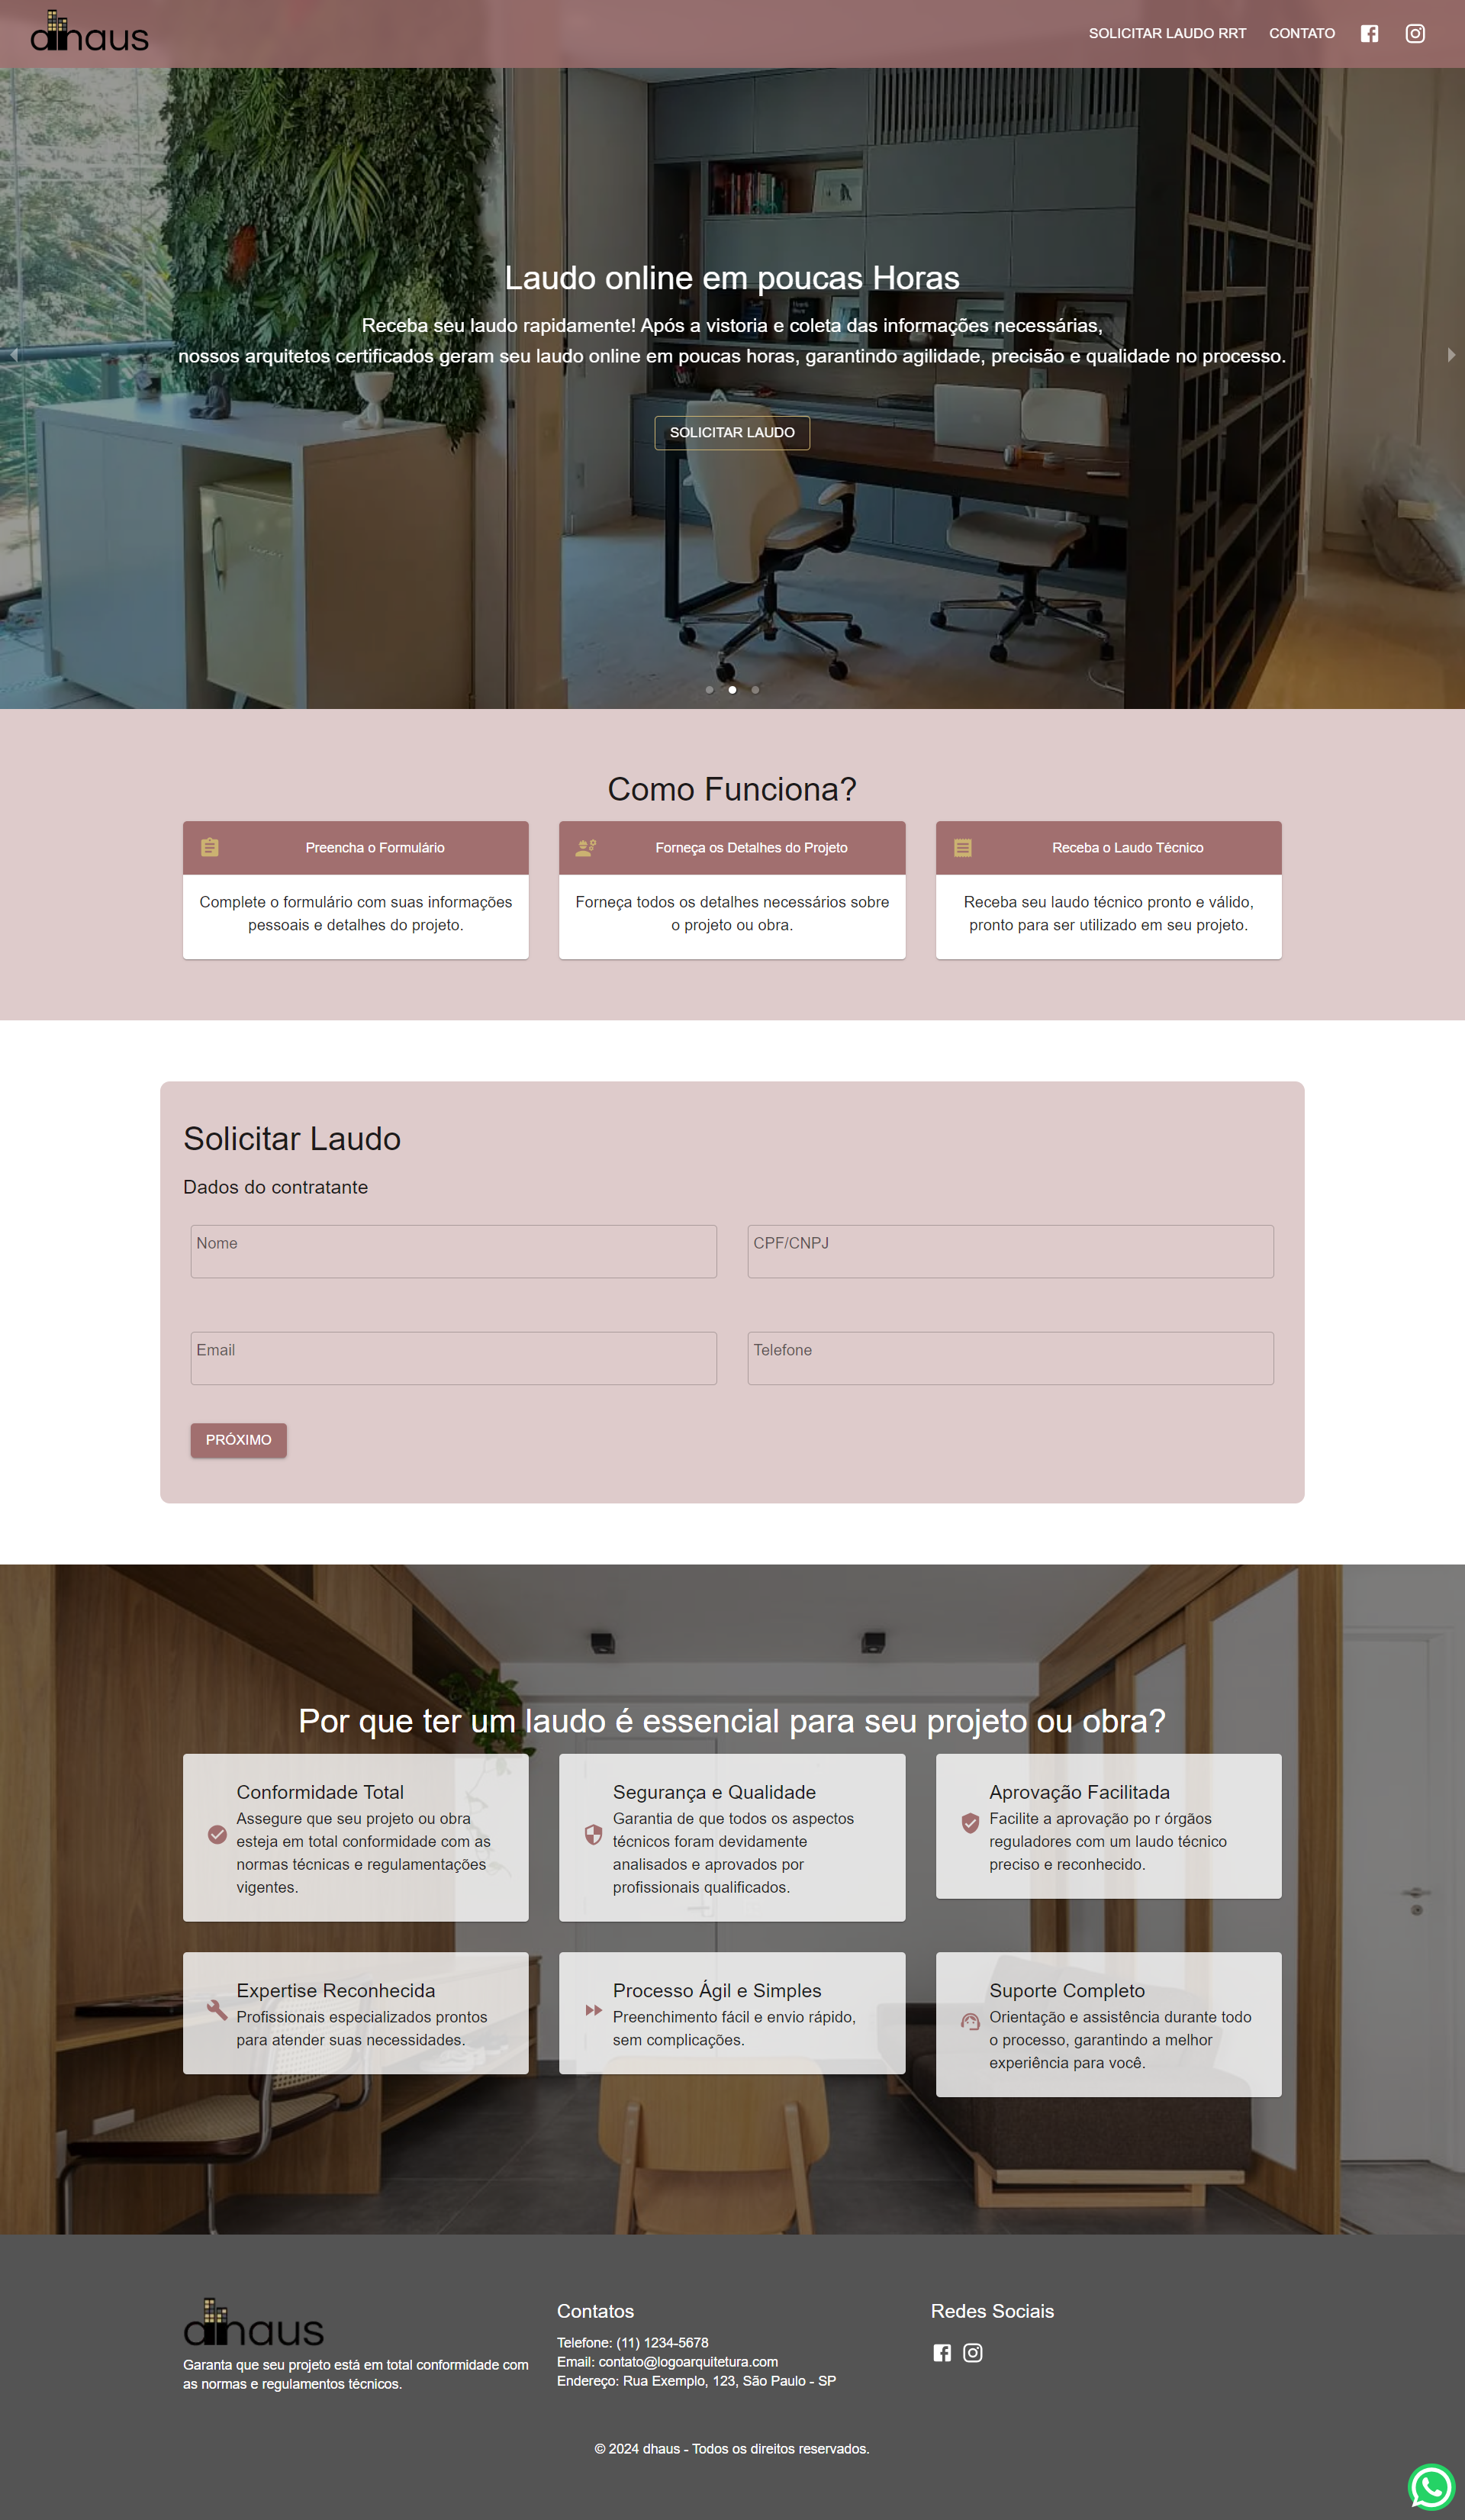 dhaus
SOLICITAR LAUDO RRT CONTATO
Laudo online em poucas Horas
Receba seu laudo rapidamente! Após a vistoria e coleta das informações necessárias,
nossos arquitetos certificados geram seu laudo online em poucas horas, garantindo agilidade, precisão e qualidade no processo.
SOLICITAR LAUDO
Como Funciona?
Preencha o Formulário
Complete o formulário com suas informações
pessoais e detalhes do projeto.
Forneça os Detalhes do Projeto
Forneça todos os detalhes necessários sobre
o projeto ou obra.
Receba o Laudo Técnico
Receba seu laudo técnico pronto e válido,
pronto para ser utilizado em seu projeto.
Solicitar Laudo
Dados do contratante
Nome
CPF/CNPJ
Email
Telefone
PRÓXIMO
Por que ter um laudo é essencial para seu projeto ou obra?
Conformidade Total
Assegure que seu projeto ou obra
esteja em total conformidade com as
normas técnicas e regulamentações
vigentes.
Segurança e Qualidade
Garantia de que todos os aspectos
técnicos foram devidamente
analisados e aprovados por
profissionais qualificados.
Aprovação Facilitada
Facilite a aprovação po r órgãos
reguladores com um laudo técnico
preciso e reconhecido.
Expertise Reconhecida
Profissionais especializados prontos
para atender suas necessidades.
Processo Ágil e Simples
Preenchimento fácil e envio rápido,
sem complicações.
Suporte Completo
Orientação e assistência durante todo
o processo, garantindo a melhor
experiência para você.
dhaus
Garanta que seu projeto está em total conformidade com
as normas e regulamentos técnicos.
Contatos
Telefone: (11) 1234-5678
Email: contato@logoarquitetura.com
Endereço: Rua Exemplo, 123, São Paulo - SP
Redes Sociais
© 2024 dhaus - Todos os direitos reservados.